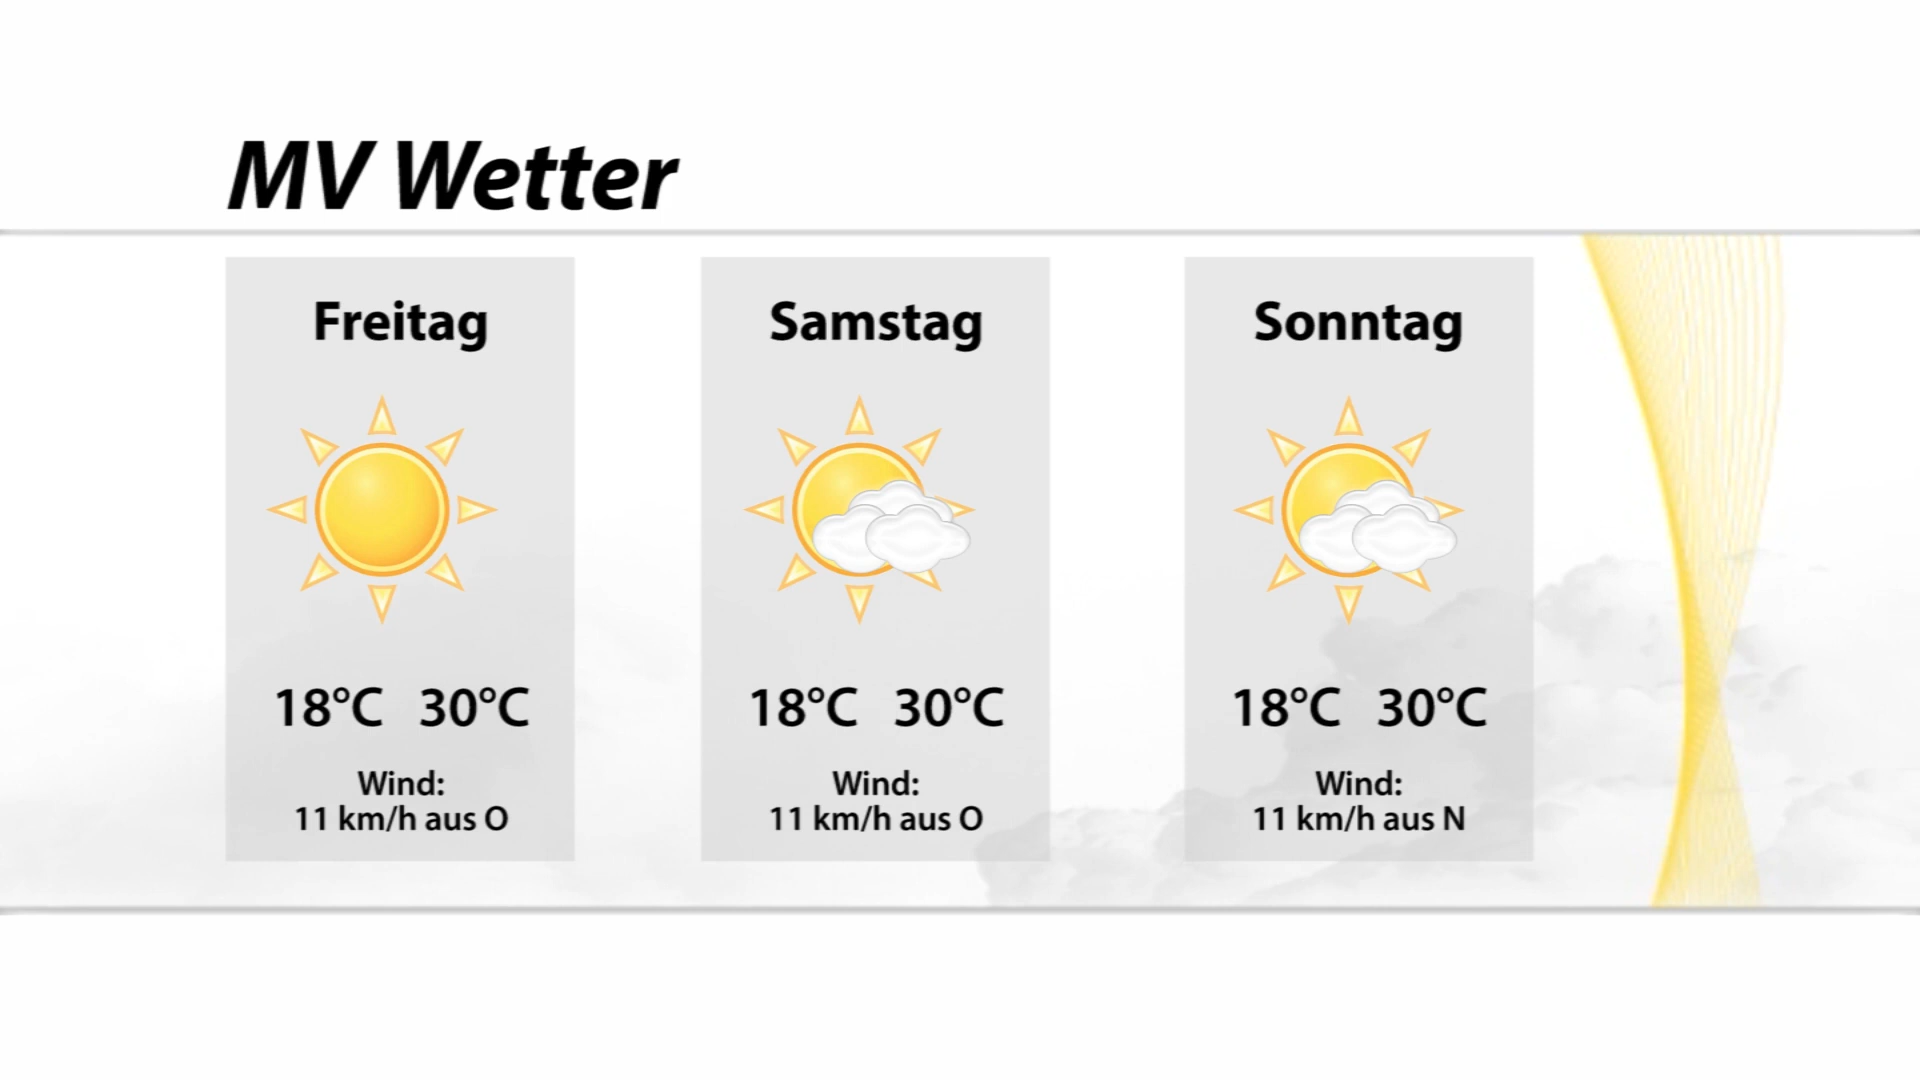 MV Wetter
Freitag
18°C 30°C
Wind:
11 km/h aus O
Samstag
18°C 30°C
Wind:
11 km/h aus O
Sonntag
18°C 30°C
Wind:
11 km/h aus N